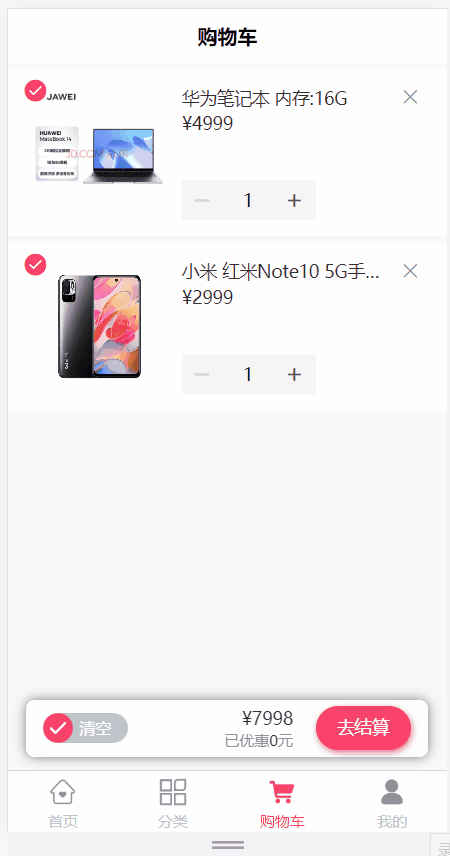 购物车
华为笔记本 内存:16G
¥4999
HUAWEI
MateBook 14
1
小米 红米Note10 5G手...
¥2999
1
清空
¥7998
已优惠0元
去结算
首页
分类
购物车
我的